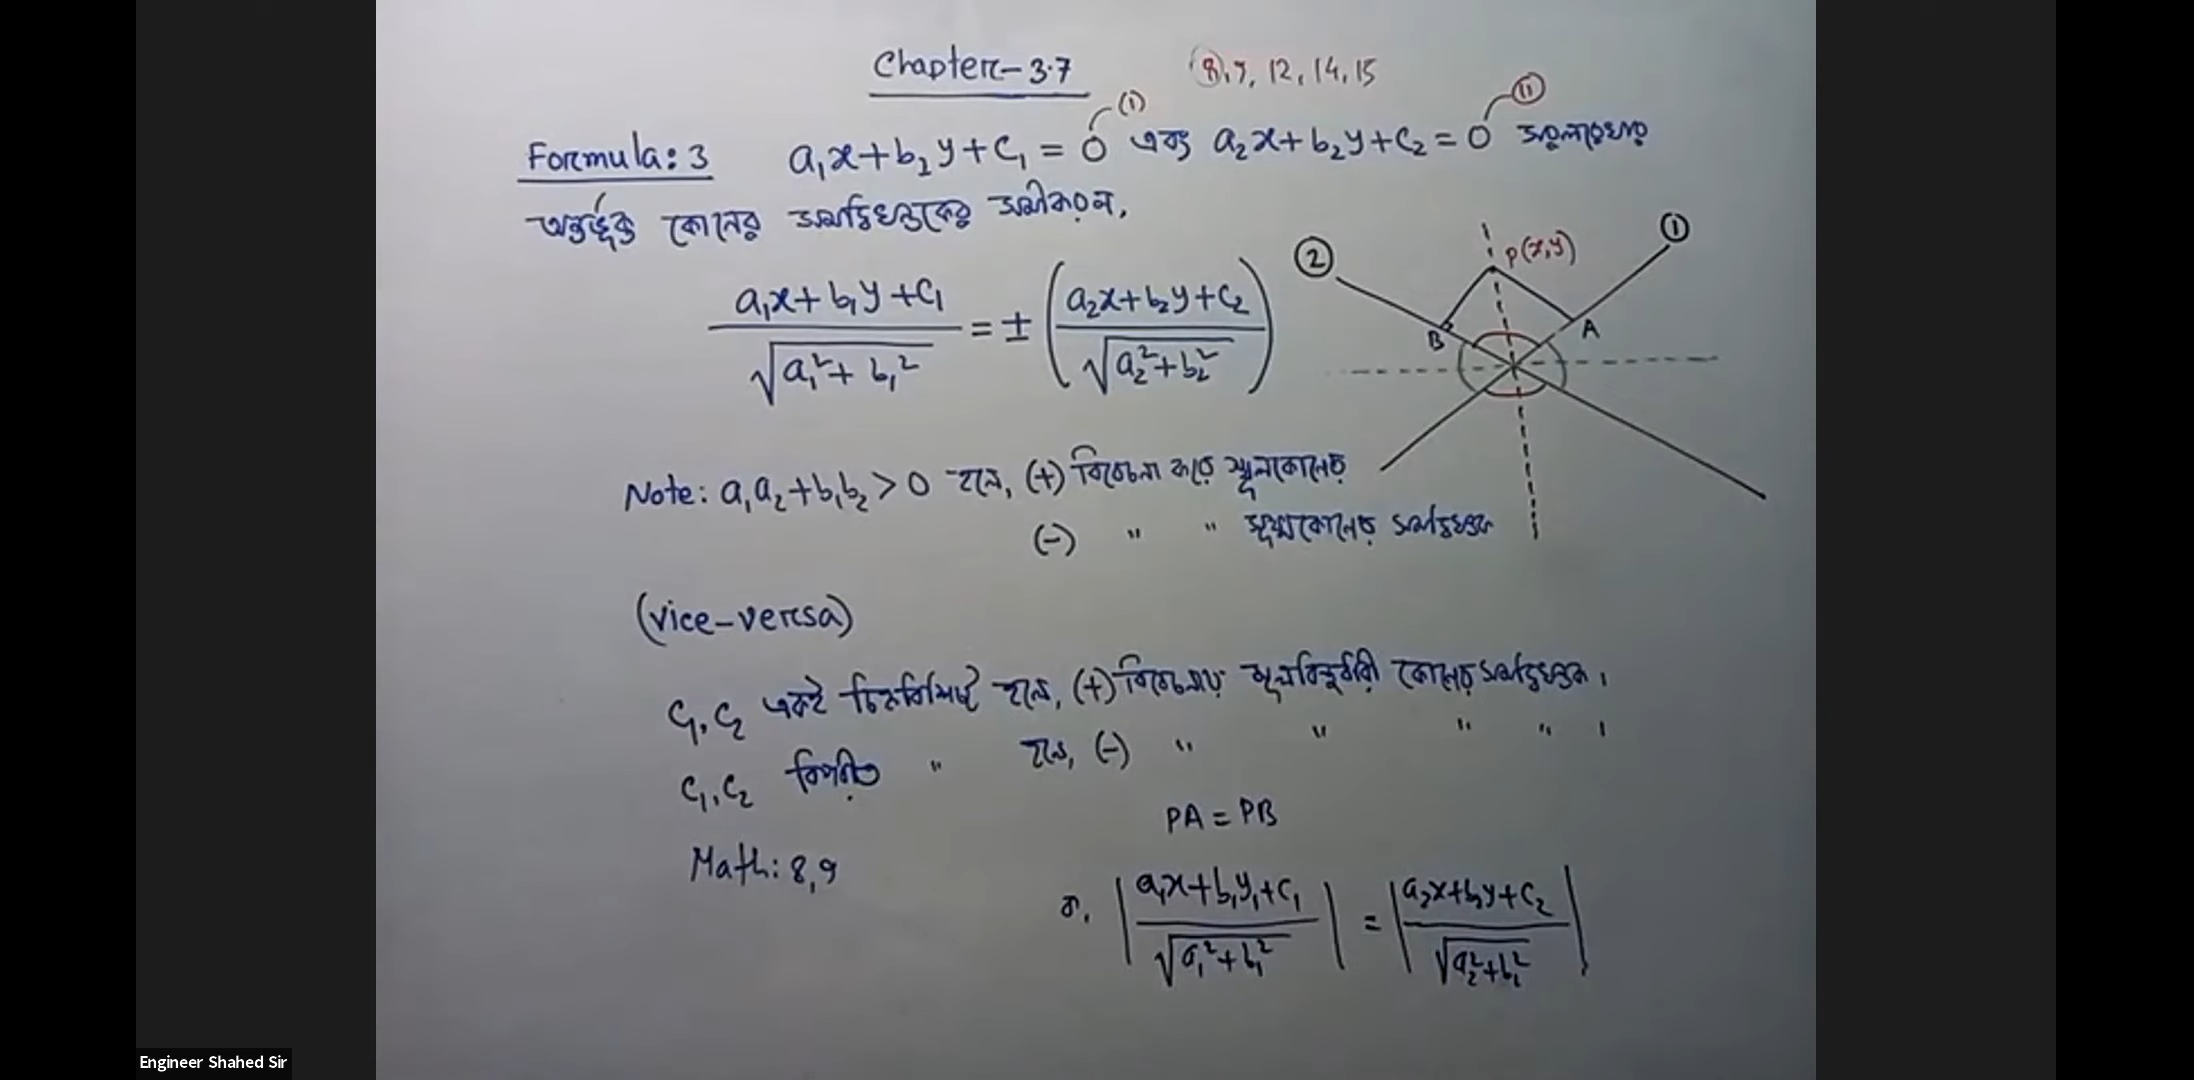 Chapter-3.7
8, 9, 12, 14, 15
(i) (ii)
Formula: 3 a₁x+b₂y+c₁ = 0 এবং a₂x+b₂y+c₂ = 0 সরলরেখার
অন্তর্ভুক্ত কোনের সমদ্বিখণ্ডকের সমীকরন,
(a₁x+b₁y+c₁)/√(a₁²+b₁²) = ± ((a₂x+b₂y+c₂)/√(a₂²+b₂²))
② P(x,y) ①
B A
Note: a₁a₂+b₁b₂ > 0 হলে, (+) বিবেচনা করে স্থূলকোনের
(-) " " সূক্ষ্মকোনের সমদ্বিখণ্ডক
(vice-versa)
c₁, c₂ একই চিহ্নবিশিষ্ট হলে, (+) বিবেচনায় মূলবিন্দুবর্তী কোনের সমদ্বিখণ্ডক।
c₁, c₂ বিপরীত " হলে, (-) " " " " ।
PA = PB
Math: 8,9
বা, |(a₁x+b₁y₁+c₁)/√(a₁²+b₁²)| = |(a₂x+b₂y+c₂)/√(a₂²+b₂²)|
Engineer Shahed Sir